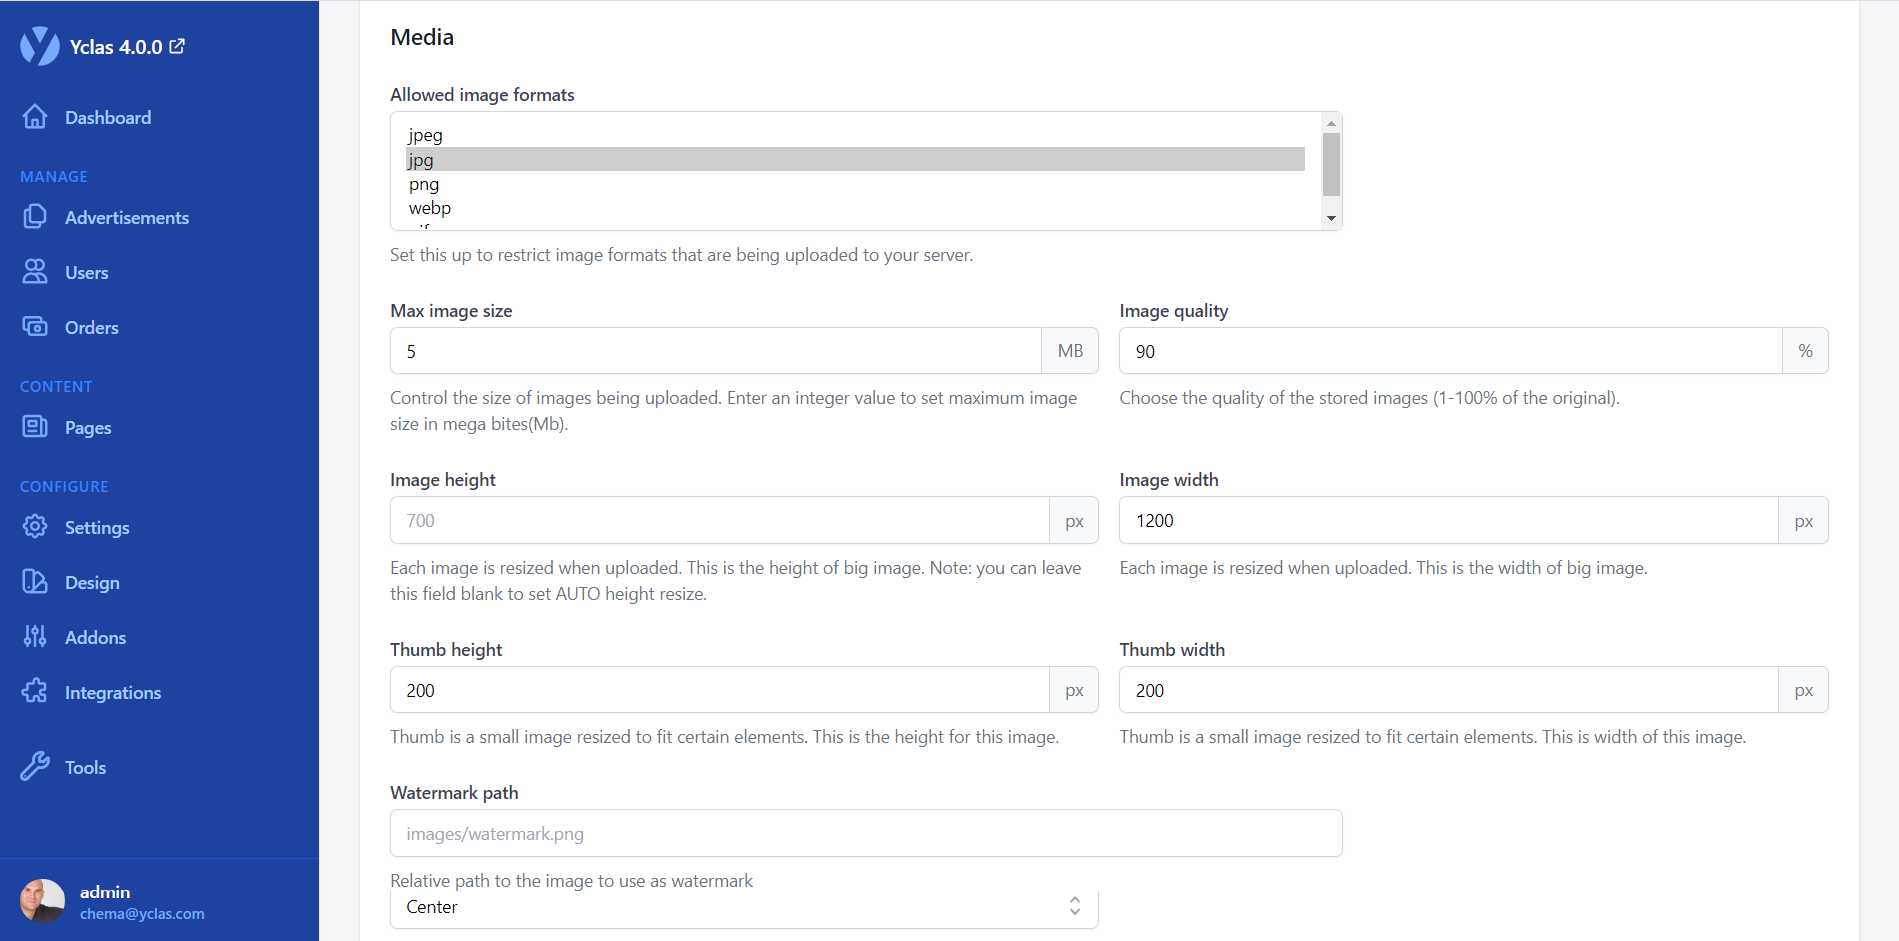 Yclas 4.0.0
Dashboard
MANAGE
Advertisements
Users
Orders
CONTENT
Pages
CONFIGURE
Settings
Design
Addons
Integrations
Tools
admin
chema@yclas.com
Media
Allowed image formats
jpeg
jpg
png
webp
Set this up to restrict image formats that are being uploaded to your server.
Max image size
5
MB
Control the size of images being uploaded. Enter an integer value to set maximum image
size in mega bites(Mb).
Image quality
90
%
Choose the quality of the stored images (1-100% of the original).
Image height
700
px
Each image is resized when uploaded. This is the height of big image. Note: you can leave
this field blank to set AUTO height resize.
Image width
1200
px
Each image is resized when uploaded. This is the width of big image.
Thumb height
200
px
Thumb is a small image resized to fit certain elements. This is the height for this image.
Thumb width
200
px
Thumb is a small image resized to fit certain elements. This is width of this image.
Watermark path
images/watermark.png
Relative path to the image to use as watermark
Center